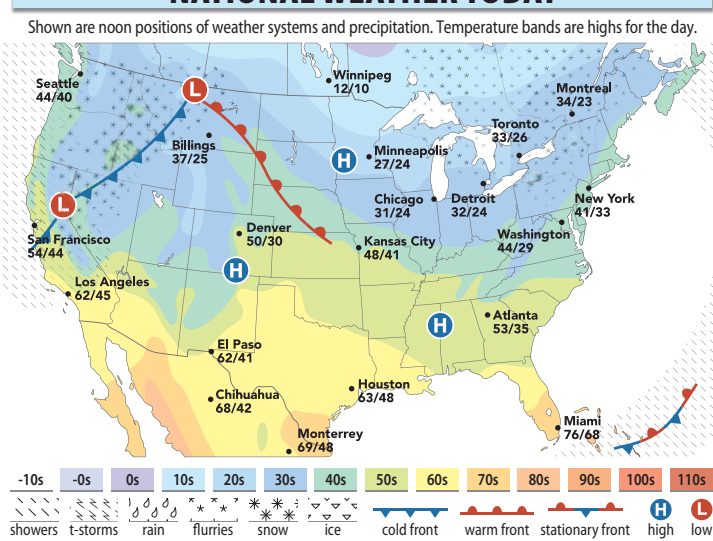 NATIONAL WEATHER TODAY
Shown are noon positions of weather systems and precipitation. Temperature bands are highs for the day.
Seattle
44/40
Winnipeg
12/10
Montreal
34/23
L
Toronto
33/26
Billings
37/25
H
Minneapolis
27/24
Chicago
31/24
Detroit
32/24
New York
41/33
L
San Francisco
54/44
Denver
50/30
Kansas City
48/41
Washington
44/29
H
Los Angeles
62/45
H
Atlanta
53/35
El Paso
62/41
Chihuahua
68/42
Houston
63/48
Monterrey
69/48
Miami
76/68
-10s -0s 0s 10s 20s 30s 40s 50s 60s 70s 80s 90s 100s 110s
H L
showers t-storms rain flurries snow ice cold front warm front stationary front high low